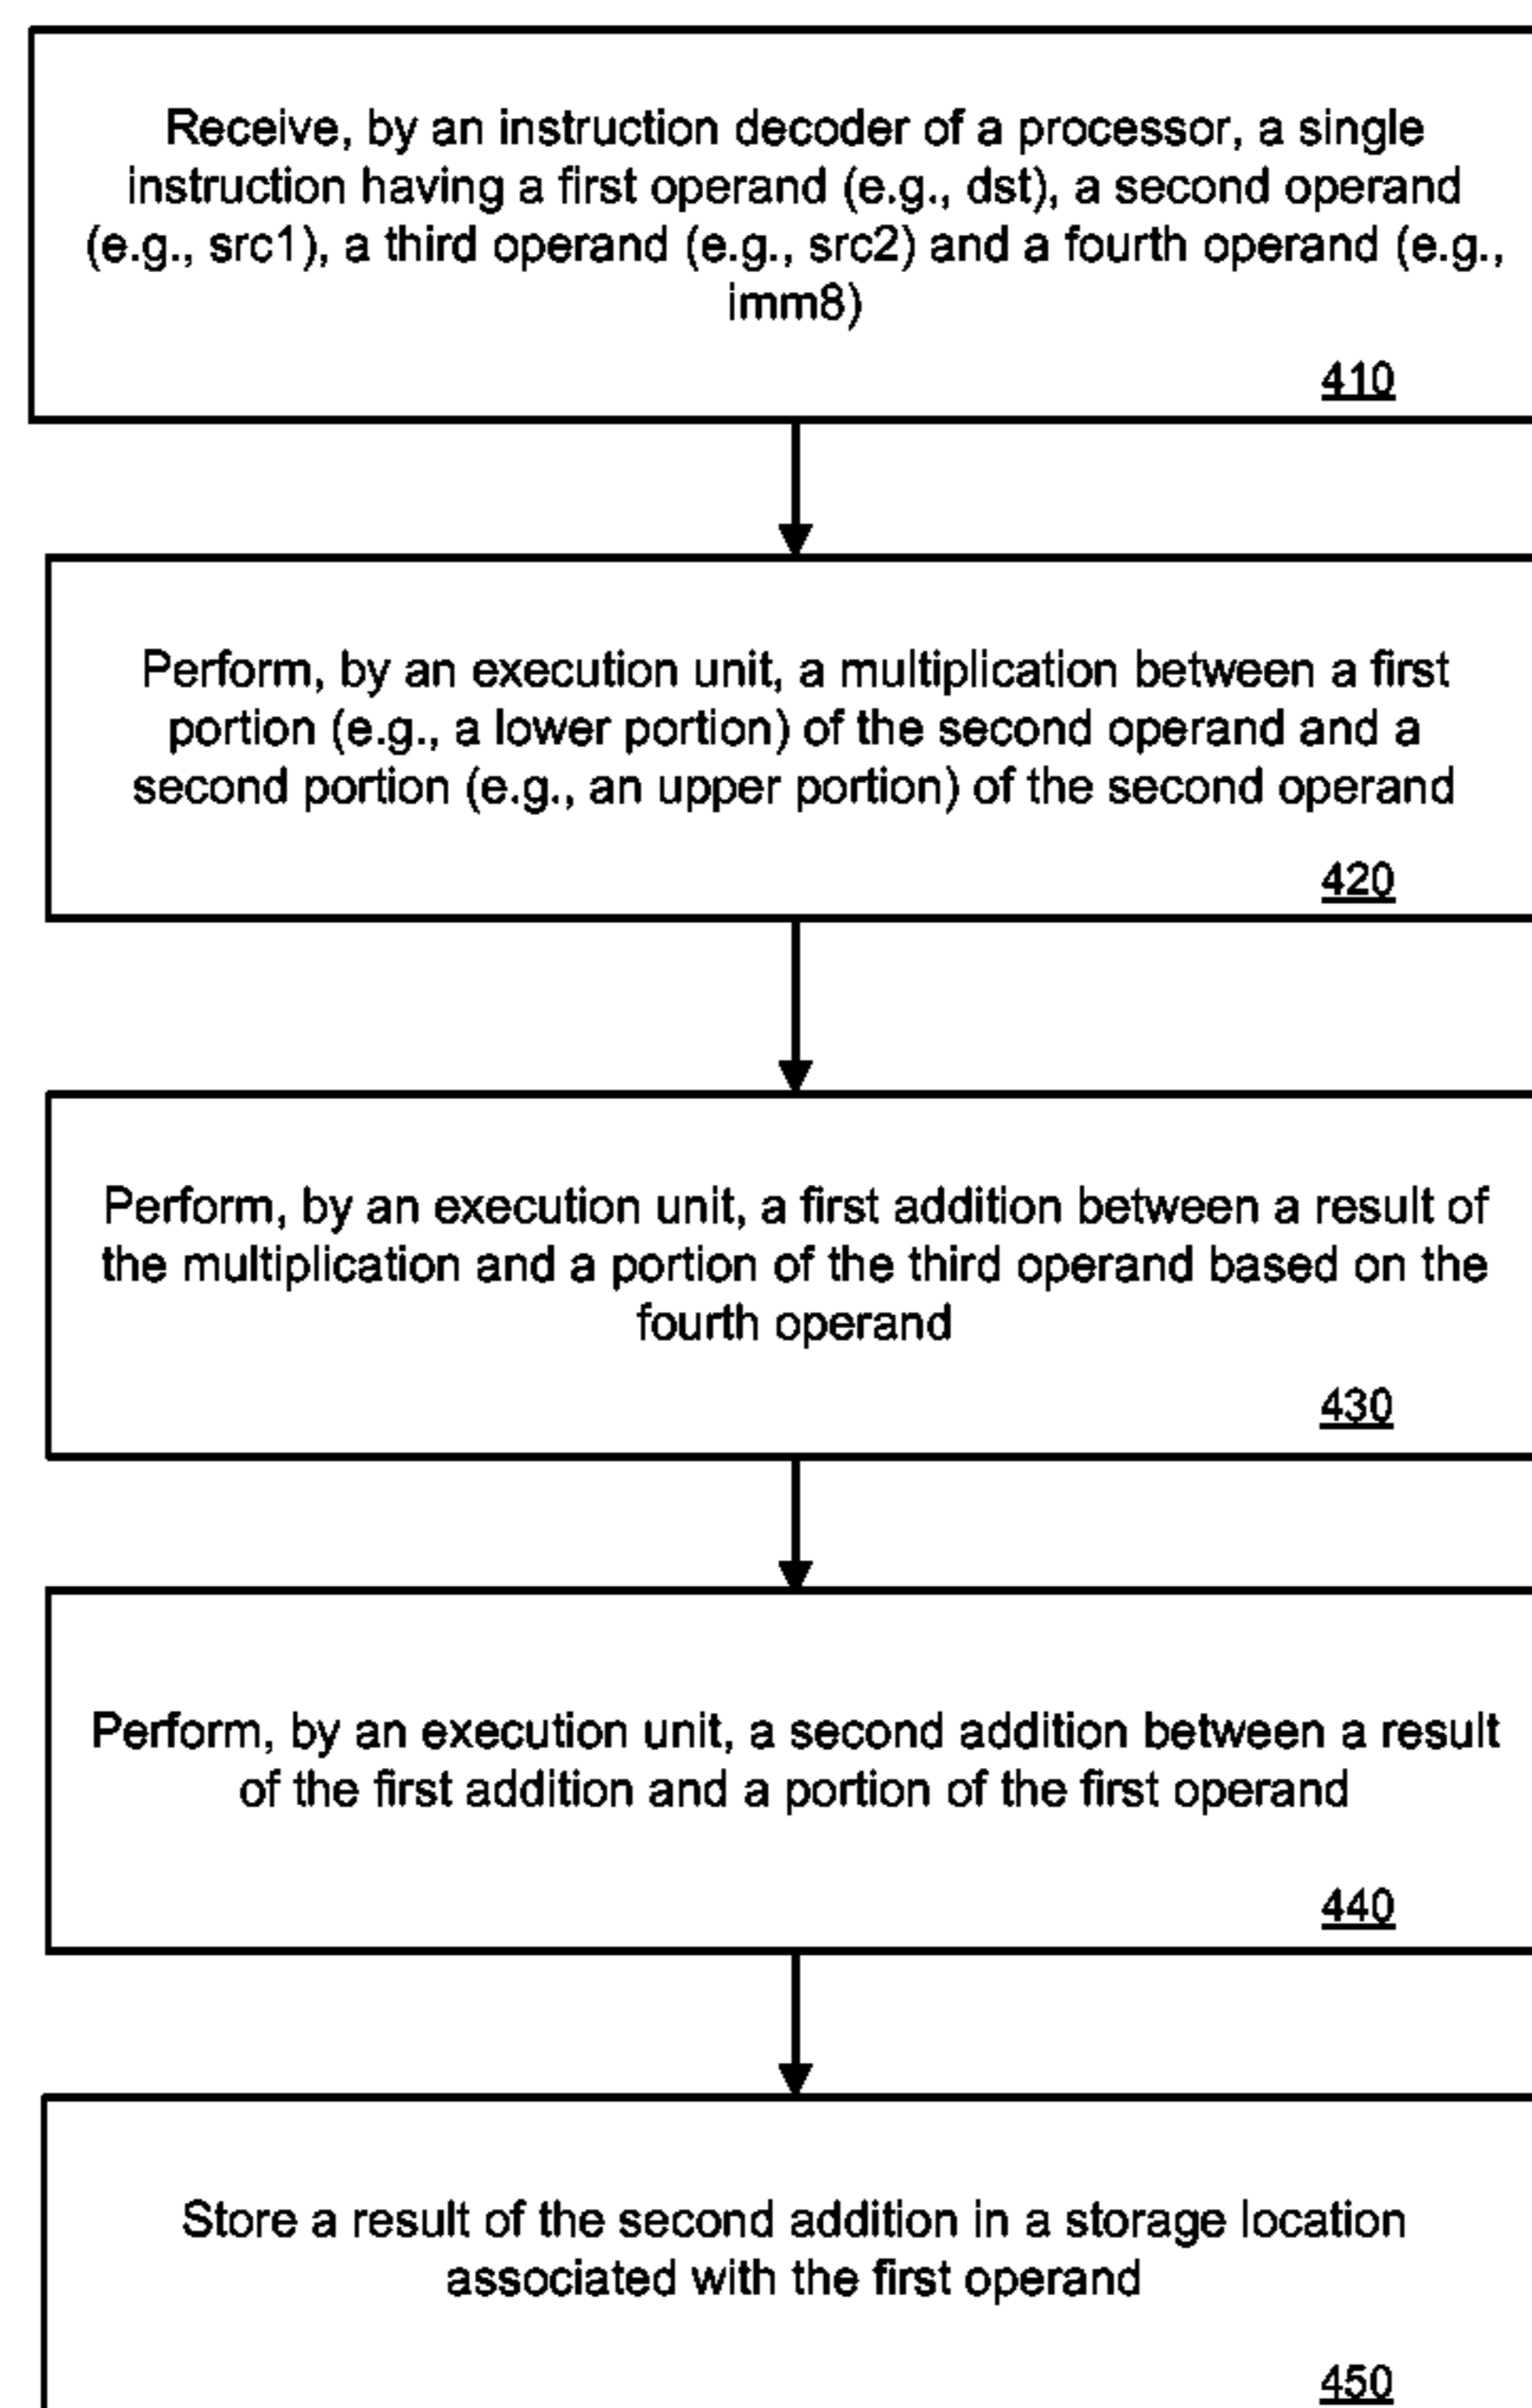 Receive, by an instruction decoder of a processor, a single
instruction having a first operand (e.g., dst), a second operand
(e.g., src1), a third operand (e.g., src2) and a fourth operand (e.g.,
imm8)
410
Perform, by an execution unit, a multiplication between a first
portion (e.g., a lower portion) of the second operand and a
second portion (e.g., an upper portion) of the second operand
420
Perform, by an execution unit, a first addition between a result of
the multiplication and a portion of the third operand based on the
fourth operand
430
Perform, by an execution unit, a second addition between a result
of the first addition and a portion of the first operand
440
Store a result of the second addition in a storage location
associated with the first operand
450